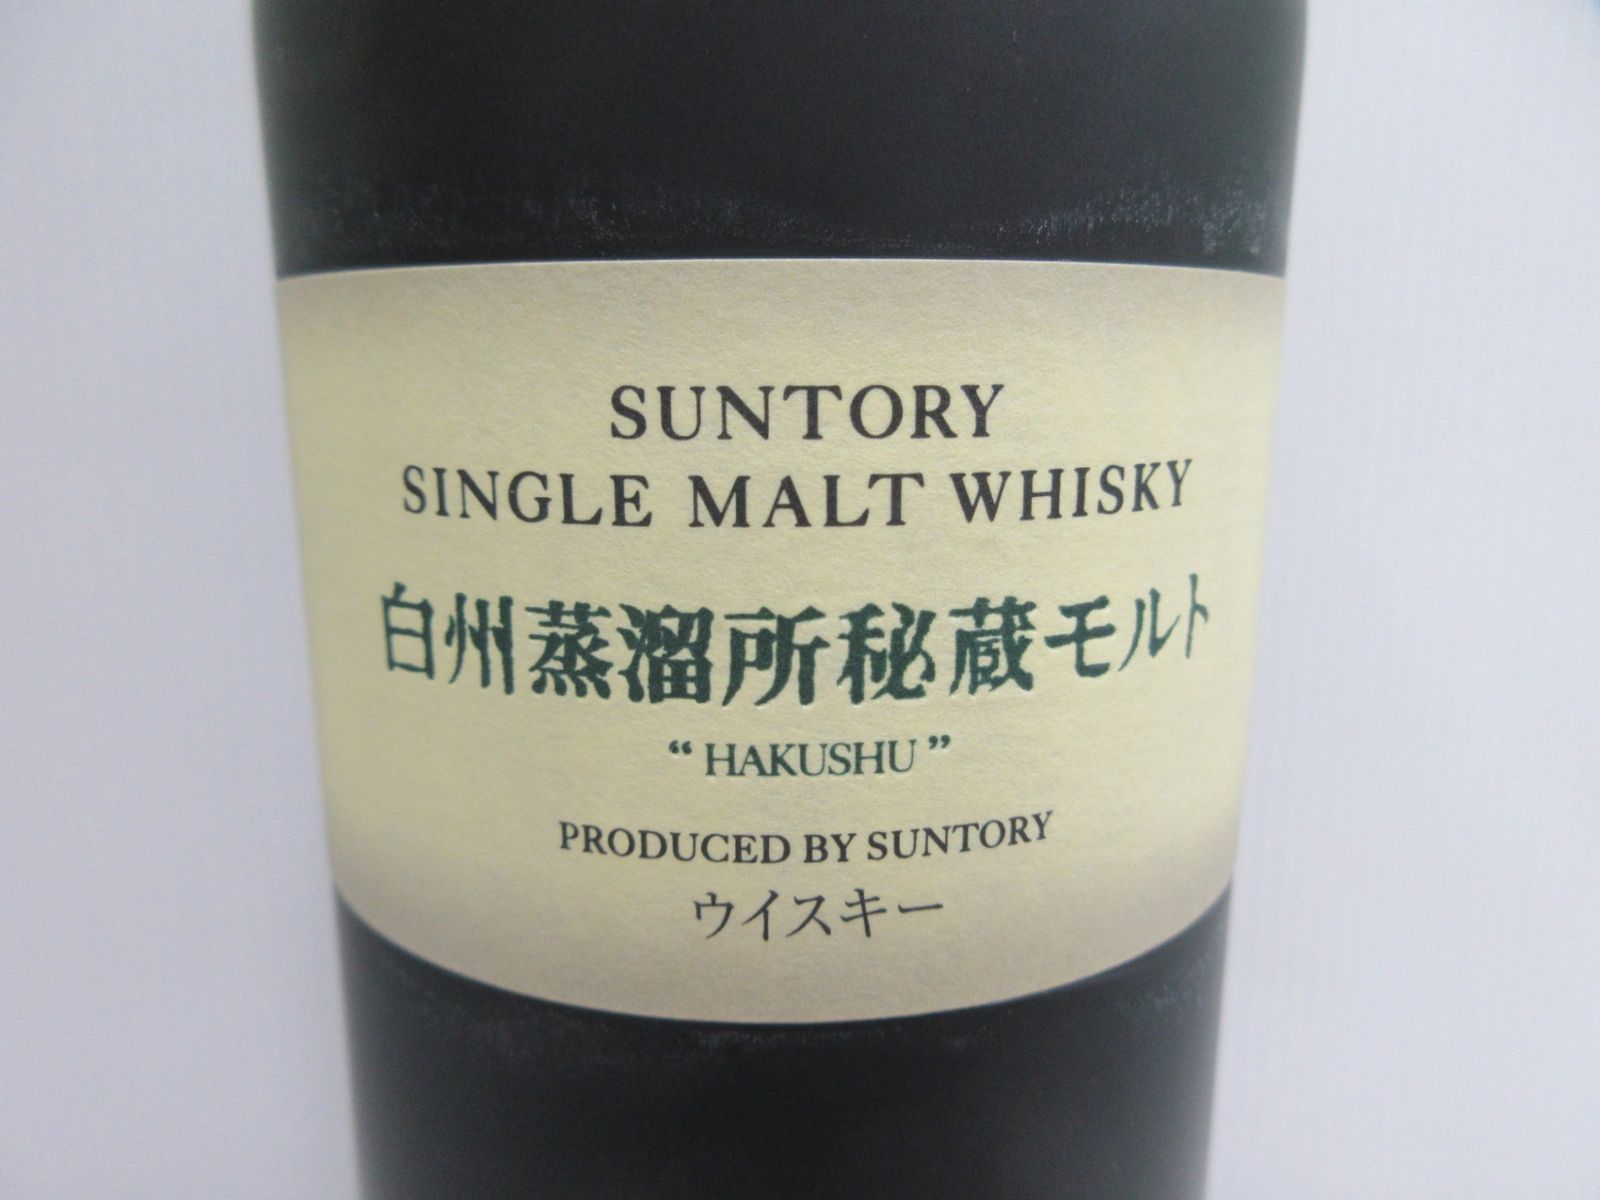 SUNTORY
SINGLE MALT WHISKY
白州蒸溜所秘蔵モルト
“HAKUSHU”
PRODUCED BY SUNTORY
ウイスキー